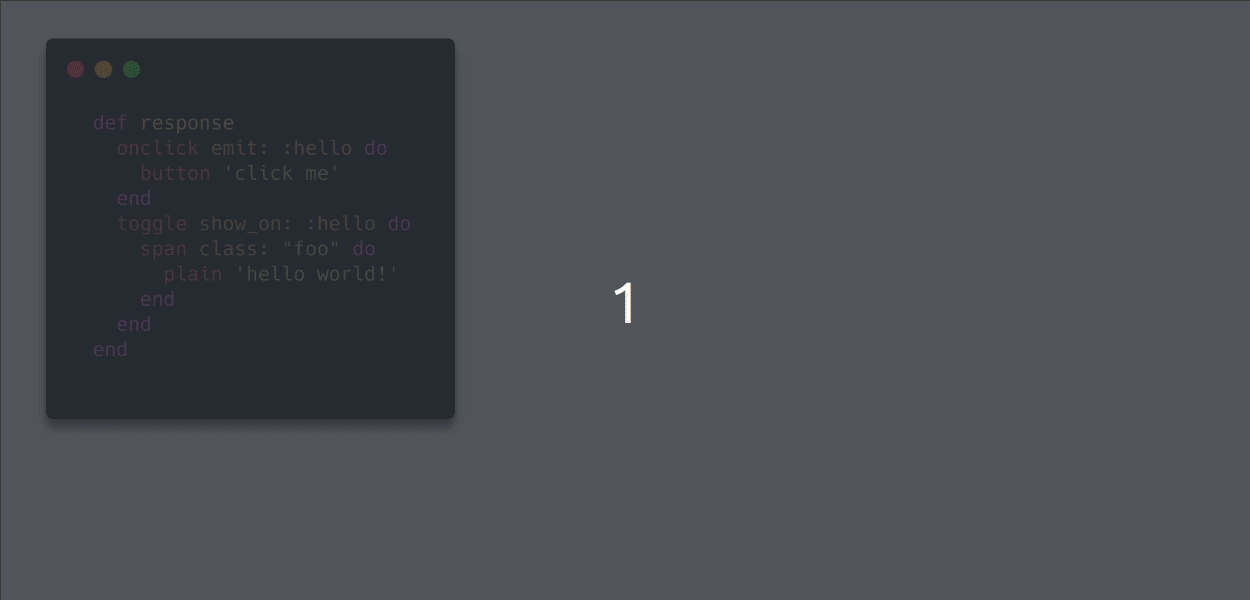 def response
  onclick emit: :hello do
    button 'click me'
  end
  toggle show_on: :hello do
    span class: "foo" do
      plain 'hello world!'
    end
  end
end
1